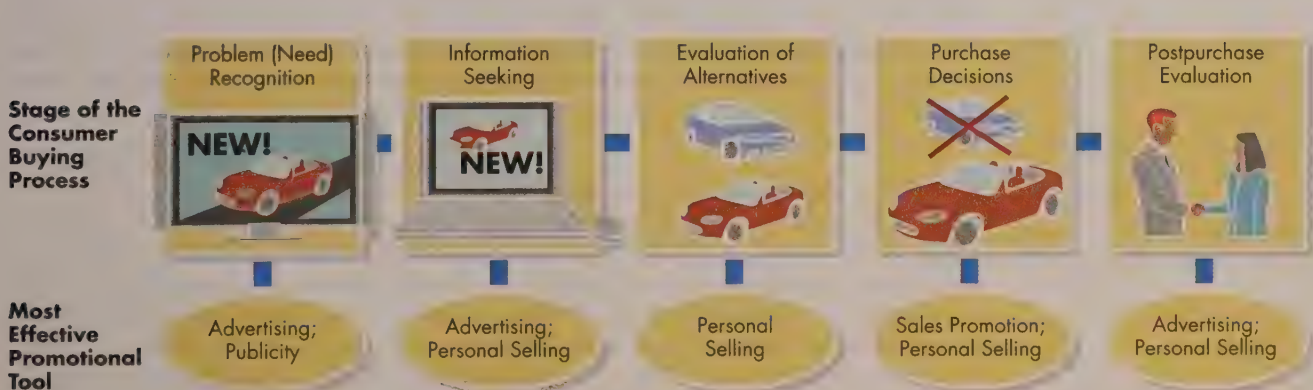 Stage of the
Consumer
Buying
Process
Problem (Need)
Recognition
NEW!
Information
Seeking
NEW!
Evaluation of
Alternatives
Purchase
Decisions
Postpurchase
Evaluation
Most
Effective
Promotional
Tool
Advertising;
Publicity
Advertising;
Personal Selling
Personal
Selling
Sales Promotion;
Personal Selling
Advertising;
Personal Selling